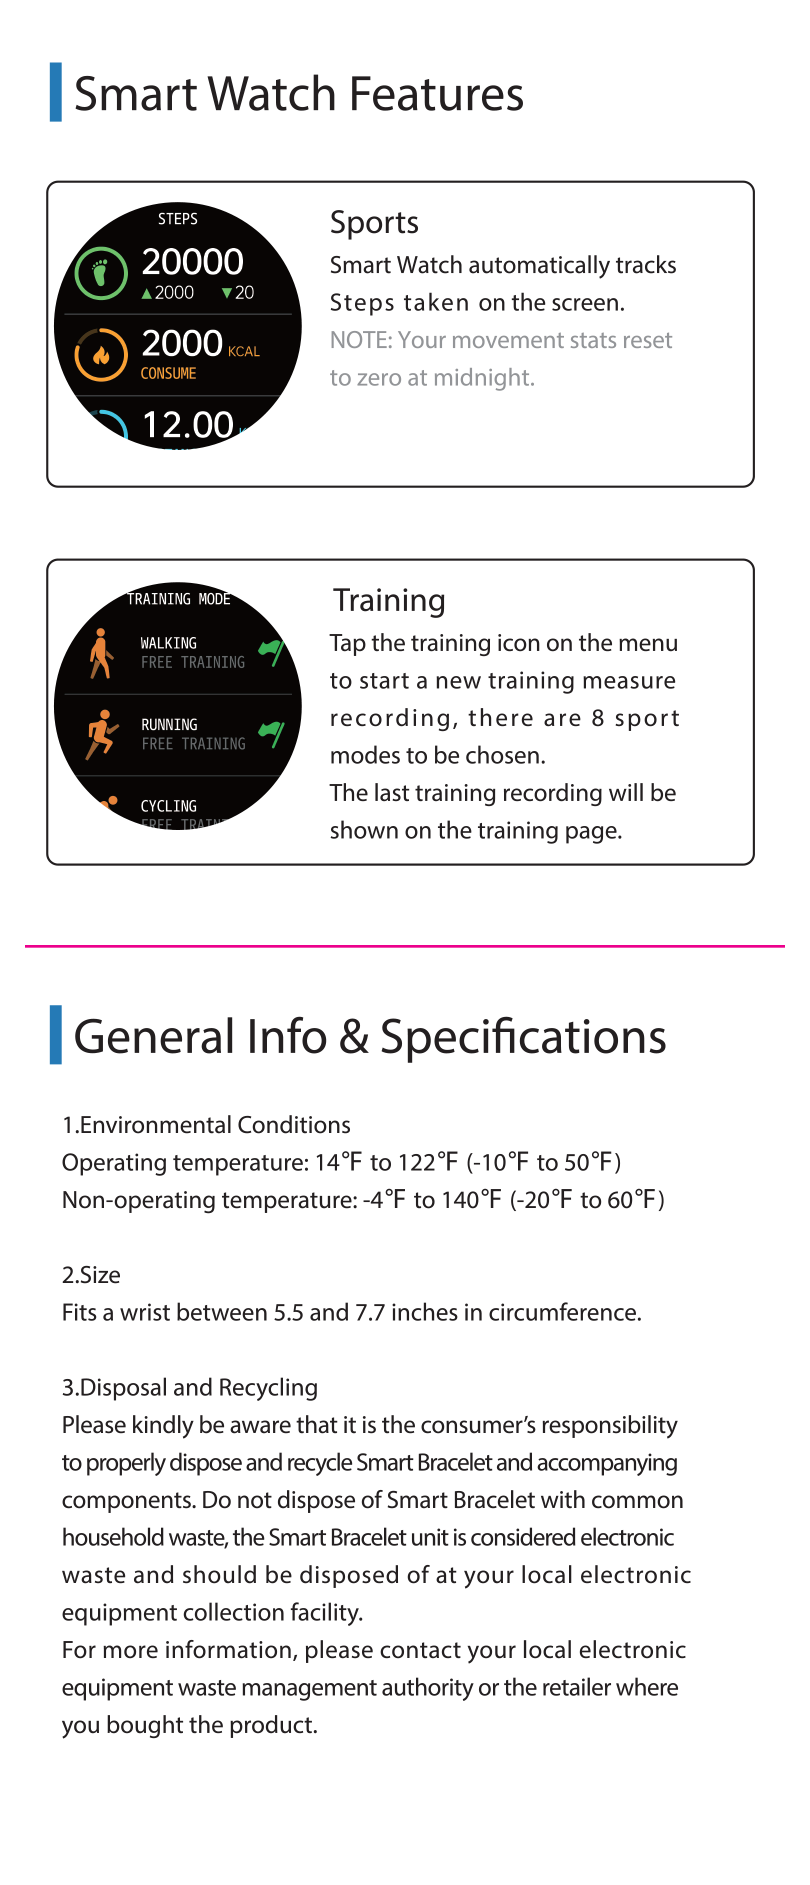 Smart Watch Features
STEPS
20000
▲2000 ▼20
2000 KCAL
CONSUME
12.00
Sports
Smart Watch automatically tracks
Steps taken on the screen.
NOTE: Your movement stats reset
to zero at midnight.
TRAINING MODE
WALKING
FREE TRAINING
RUNNING
FREE TRAINING
CYCLING
FREE
Training
Tap the training icon on the menu
to start a new training measure
recording, there are 8 sport
modes to be chosen.
The last training recording will be
shown on the training page.
General Info & Specifications
1.Environmental Conditions
Operating temperature: 14℉ to 122℉ (-10℉ to 50℉)
Non-operating temperature: -4℉ to 140℉ (-20℉ to 60℉)
2.Size
Fits a wrist between 5.5 and 7.7 inches in circumference.
3.Disposal and Recycling
Please kindly be aware that it is the consumer’s responsibility
to properly dispose and recycle Smart Bracelet and accompanying
components. Do not dispose of Smart Bracelet with common
household waste, the Smart Bracelet unit is considered electronic
waste and should be disposed of at your local electronic
equipment collection facility.
For more information, please contact your local electronic
equipment waste management authority or the retailer where
you bought the product.